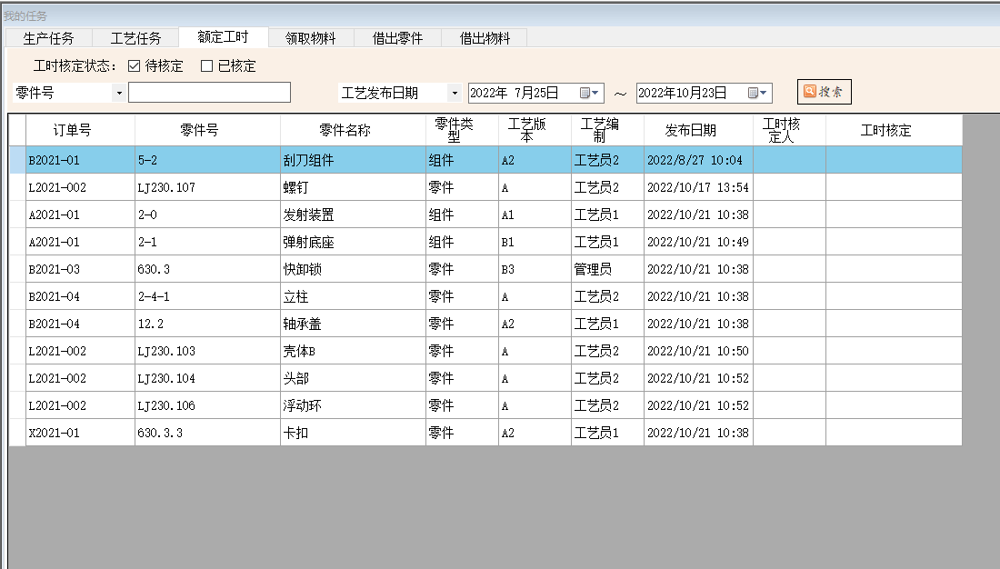 我的任务
生产任务 工艺任务 额定工时 领取物料 借出零件 借出物料
工时核定状态： 待核定 已核定
零件号 工艺发布日期 2022年 7月25日 ～ 2022年10月23日 搜索
订单号 零件号 零件名称 零件类型 工艺版本 工艺编制 发布日期 工时核定人 工时核定
B2021-01 5-2 刮刀组件 组件 A2 工艺员2 2022/8/27 10:04
L2021-002 LJ230.107 螺钉 零件 A 工艺员2 2022/10/17 13:54
A2021-01 2-0 发射装置 组件 A1 工艺员1 2022/10/21 10:38
A2021-01 2-1 弹射底座 组件 B1 工艺员1 2022/10/21 10:49
B2021-03 630.3 快卸锁 零件 B3 管理员 2022/10/21 10:38
B2021-04 2-4-1 立柱 零件 A 工艺员2 2022/10/21 10:38
B2021-04 12.2 轴承盖 零件 A2 工艺员1 2022/10/21 10:38
L2021-002 LJ230.103 壳体B 零件 A 工艺员2 2022/10/21 10:50
L2021-002 LJ230.104 头部 零件 A 工艺员2 2022/10/21 10:52
L2021-002 LJ230.106 浮动环 零件 A 工艺员2 2022/10/21 10:52
X2021-01 630.3.3 卡扣 零件 A2 工艺员1 2022/10/21 10:38